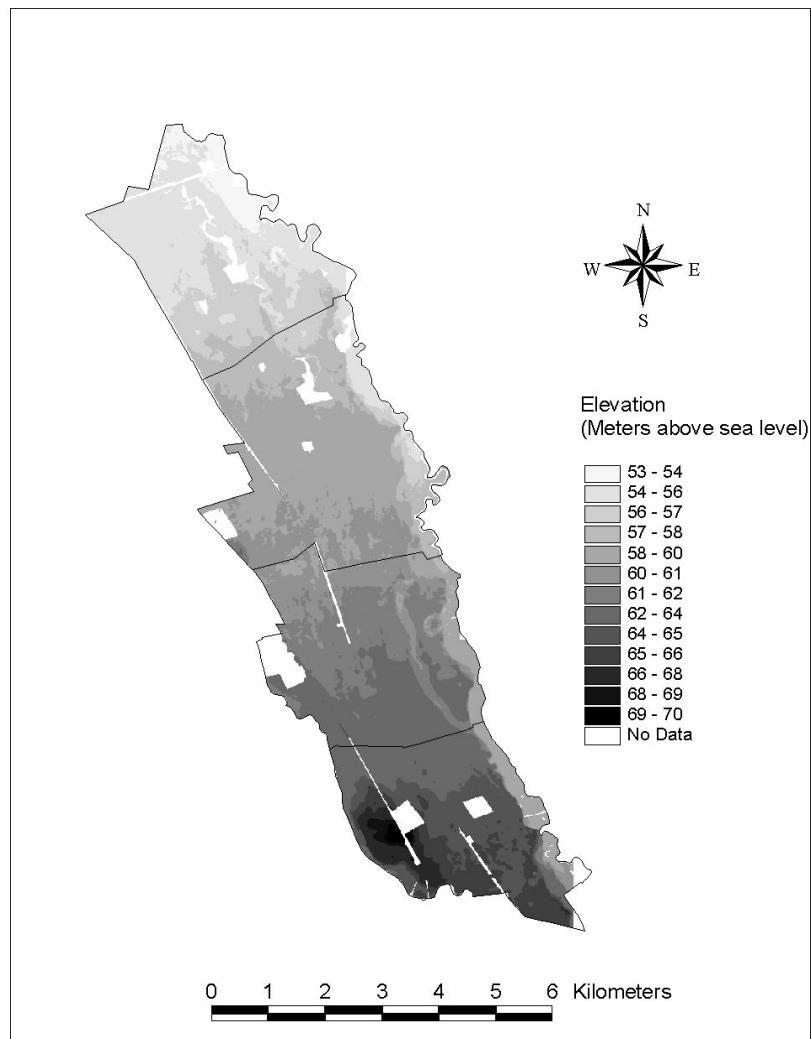 N
W E
S
Elevation
(Meters above sea level)
53 - 54
54 - 56
56 - 57
57 - 58
58 - 60
60 - 61
61 - 62
62 - 64
64 - 65
65 - 66
66 - 68
68 - 69
69 - 70
No Data
0 1 2 3 4 5 6 Kilometers